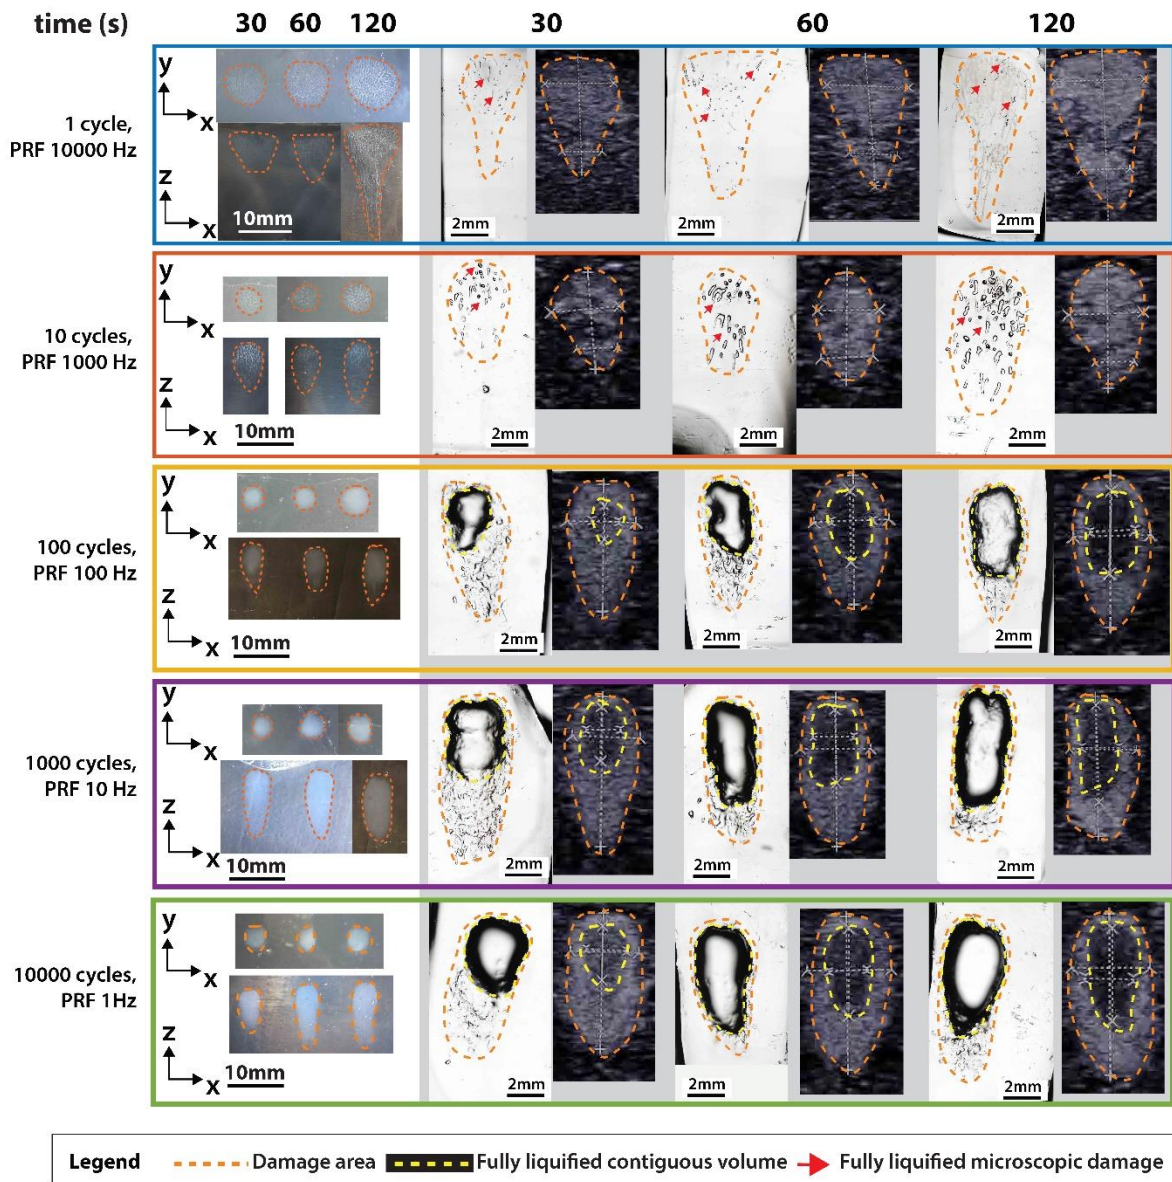 time (s) 30 60 120 30 60 120
1 cycle,
PRF 10000 Hz
y
x
z
x
10mm
2mm
2mm
2mm
10 cycles,
PRF 1000 Hz
y
x
z
x
10mm
2mm
2mm
2mm
100 cycles,
PRF 100 Hz
y
x
z
x
10mm
2mm
2mm
2mm
1000 cycles,
PRF 10 Hz
y
x
z
x
10mm
2mm
2mm
2mm
10000 cycles,
PRF 1Hz
y
x
z
x
10mm
2mm
2mm
2mm
Legend Damage area Fully liquified contiguous volume Fully liquified microscopic damage